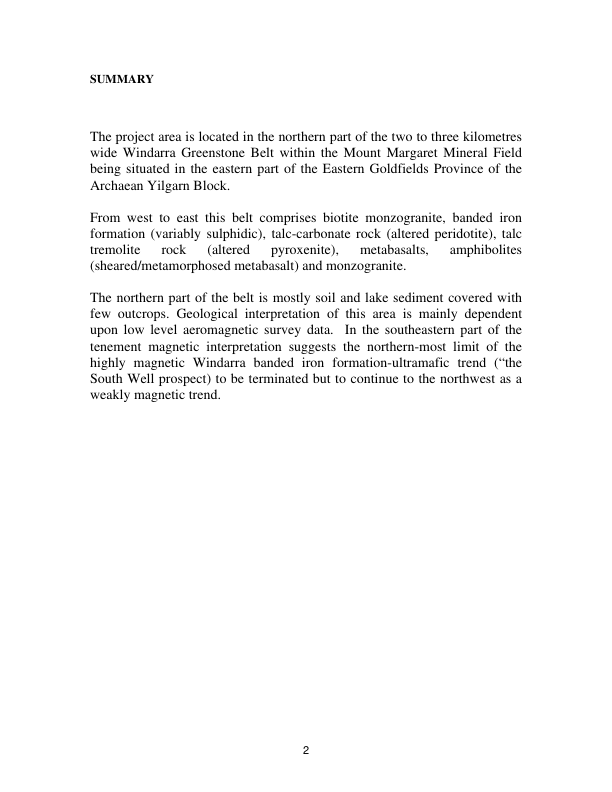 SUMMARY
The project area is located in the northern part of the two to three kilometres
wide Windarra Greenstone Belt within the Mount Margaret Mineral Field
being situated in the eastern part of the Eastern Goldfields Province of the
Archaean Yilgarn Block.
From west to east this belt comprises biotite monzogranite, banded iron
formation (variably sulphidic), talc-carbonate rock (altered peridotite), talc
tremolite rock (altered pyroxenite), metabasalts, amphibolites
(sheared/metamorphosed metabasalt) and monzogranite.
The northern part of the belt is mostly soil and lake sediment covered with
few outcrops. Geological interpretation of this area is mainly dependent
upon low level aeromagnetic survey data.  In the southeastern part of the
tenement magnetic interpretation suggests the northern-most limit of the
highly magnetic Windarra banded iron formation-ultramafic trend (“the
South Well prospect) to be terminated but to continue to the northwest as a
weakly magnetic trend.
2